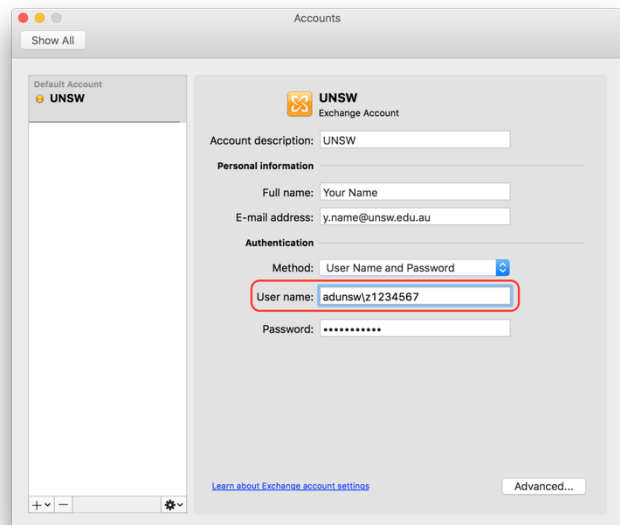 Accounts
Show All
Default Account
UNSW
UNSW
Exchange Account
Account description: UNSW
Personal information
Full name: Your Name
E-mail address: y.name@unsw.edu.au
Authentication
Method: User Name and Password
User name: adunsw\z1234567
Password: •••••••••••
Learn about Exchange account settings
Advanced...